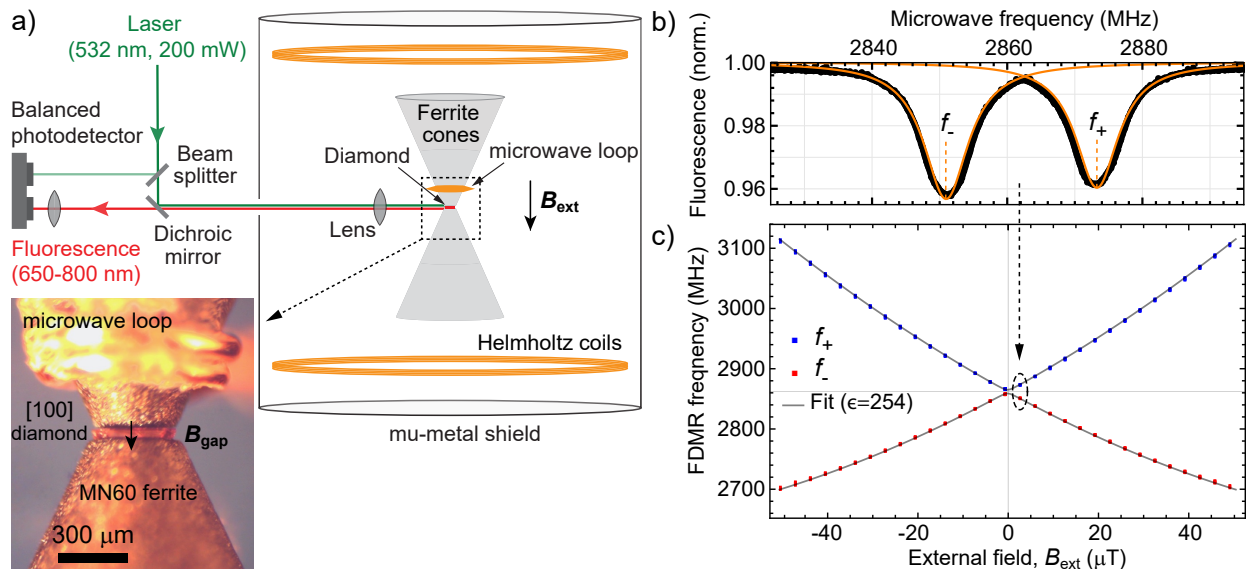 a)
Laser
(532 nm, 200 mW)
Balanced
photodetector
Beam
splitter
Dichroic
mirror
Fluorescence
(650-800 nm)
Lens
Diamond
Ferrite
cones
microwave loop
B_ext
Helmholtz coils
mu-metal shield
microwave loop
[100]
diamond
B_gap
MN60 ferrite
300 μm
b)
Microwave frequency (MHz)
2840 2860 2880
Fluorescence (norm.)
1.00
0.98
0.96
f_-
f_+
c)
FDMR freqnency (MHz)
3100
3000
2900
2800
2700
f_+
f_-
Fit (ϵ=254)
-40 -20 0 20 40
External field, B_ext (μT)